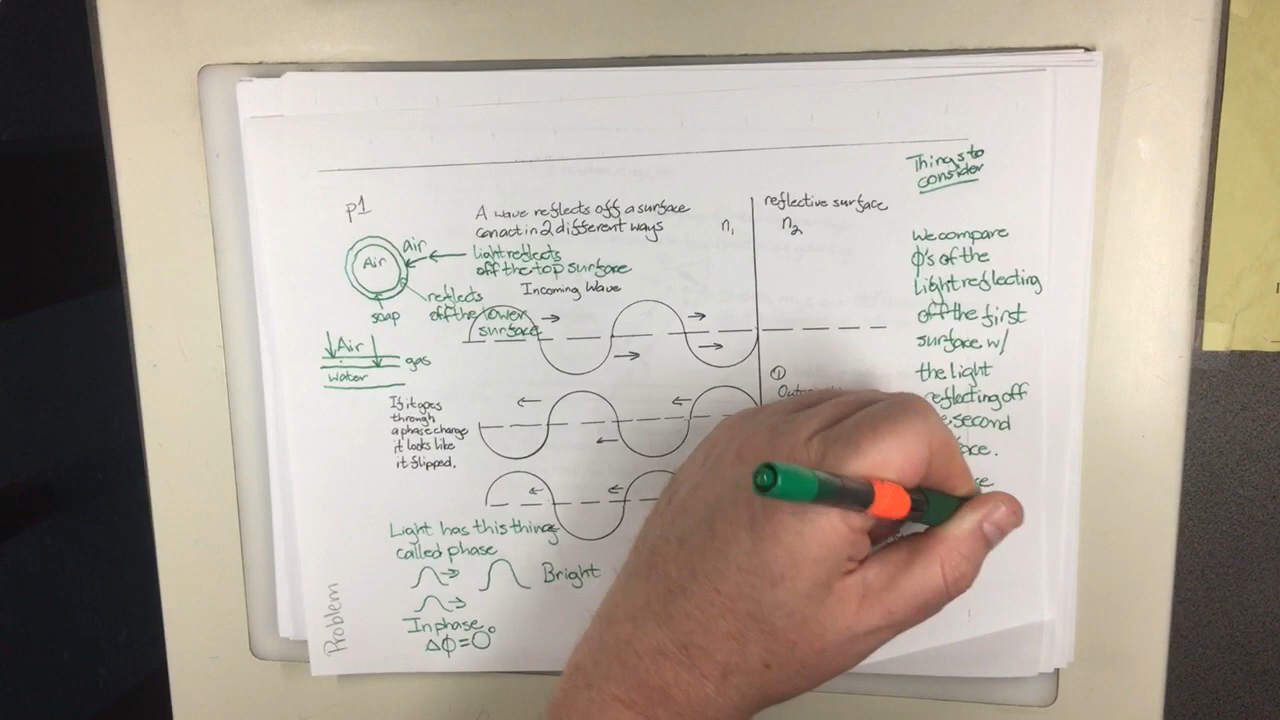 p1
Air
air
soap
Air
gas
Water
A wave reflects off a surface
can act in 2 different ways
light reflects
off the top surface
Incoming Wave
reflects
off the lower
surface
n₁
reflective surface
n₂
①
If it goes
through
a phase change
it looks like
it flipped.
Light has this thing
called phase
Bright
In phase
Δϕ=0°
Problem
Things to
consider
We compare
ϕ's of the
Light reflecting
off the first
surface w/
the light
reflecting off
second